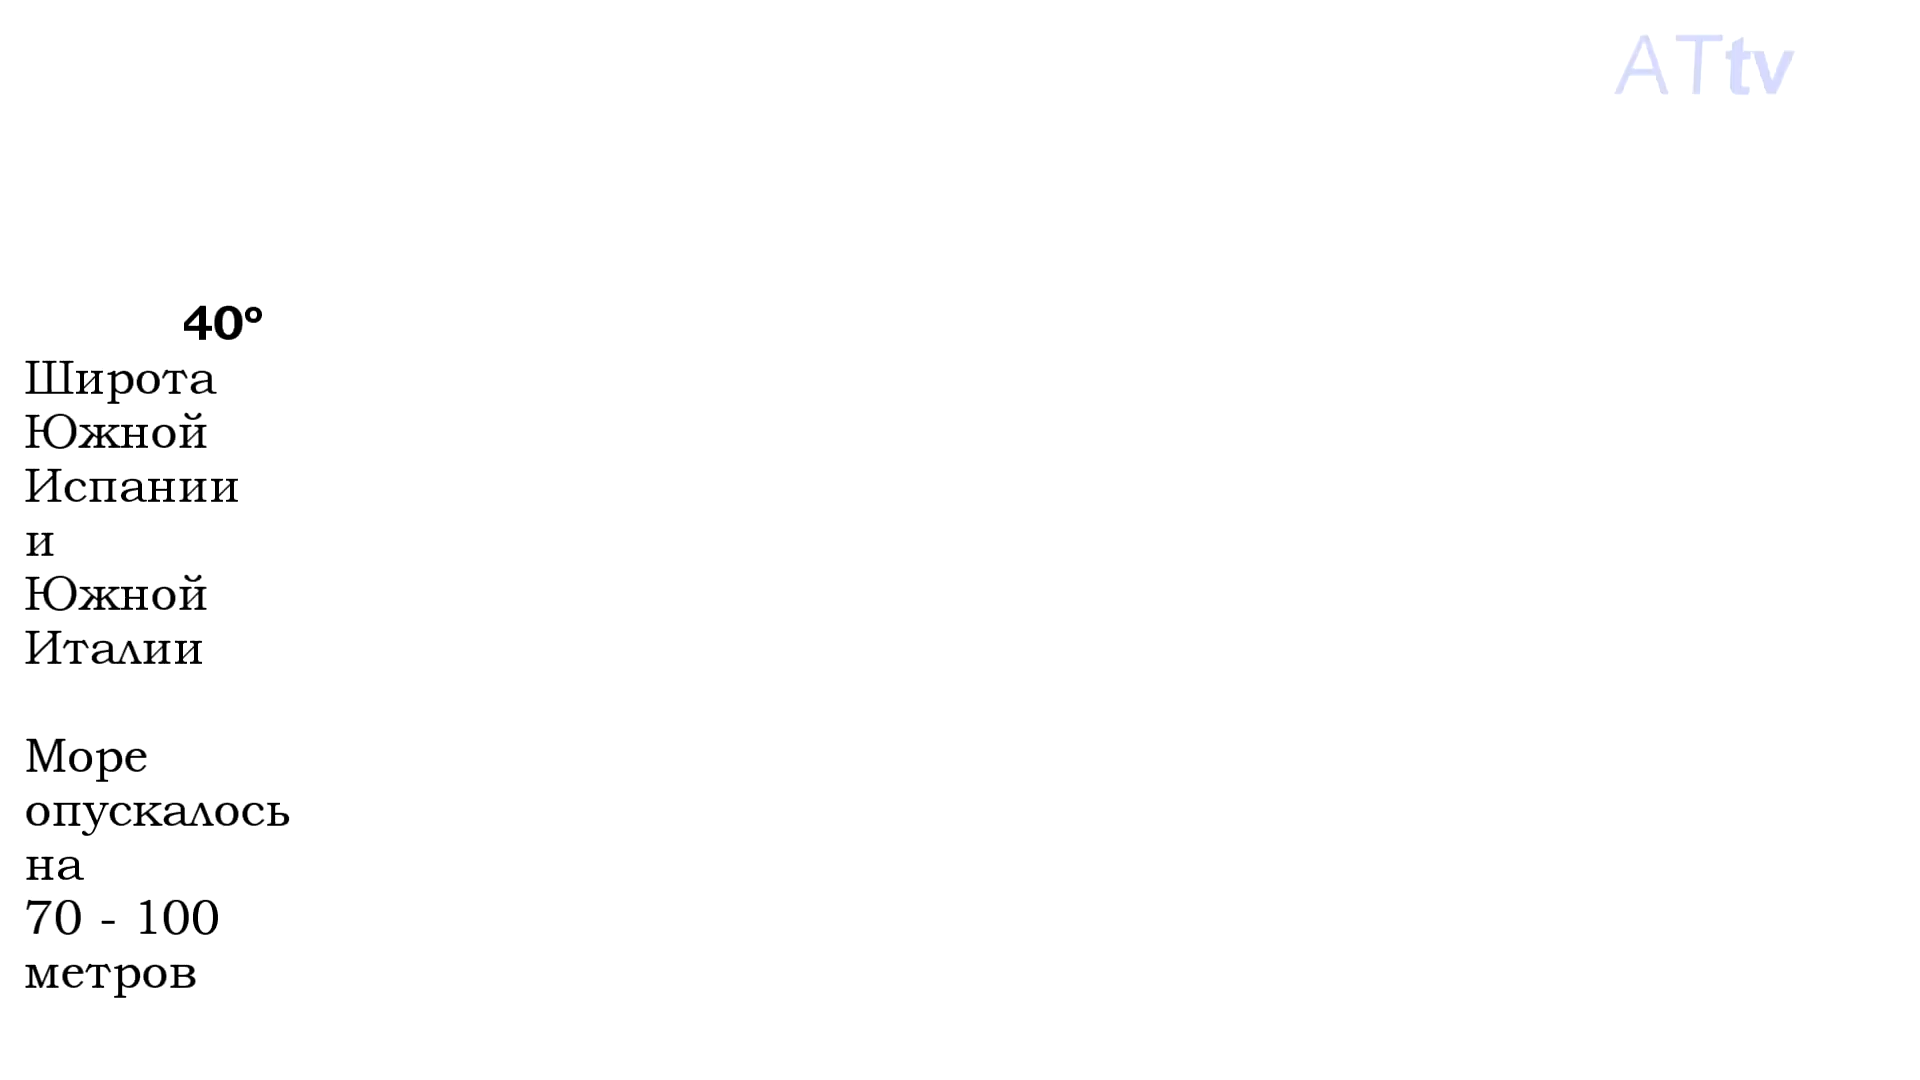 ATtv
40°
Широта
Южной
Испании
и
Южной
Италии
Море
опускалось
на
70 - 100
метров